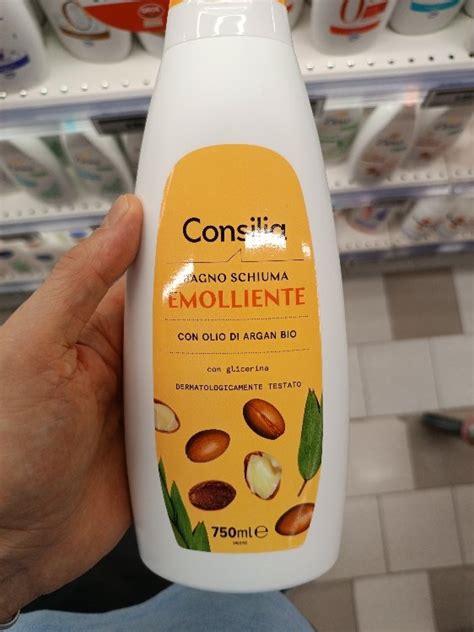 Consilia
BAGNO SCHIUMA
EMOLLIENTE
CON OLIO DI ARGAN BIO
con glicerina
DERMATOLOGICAMENTE TESTATO
750ml e